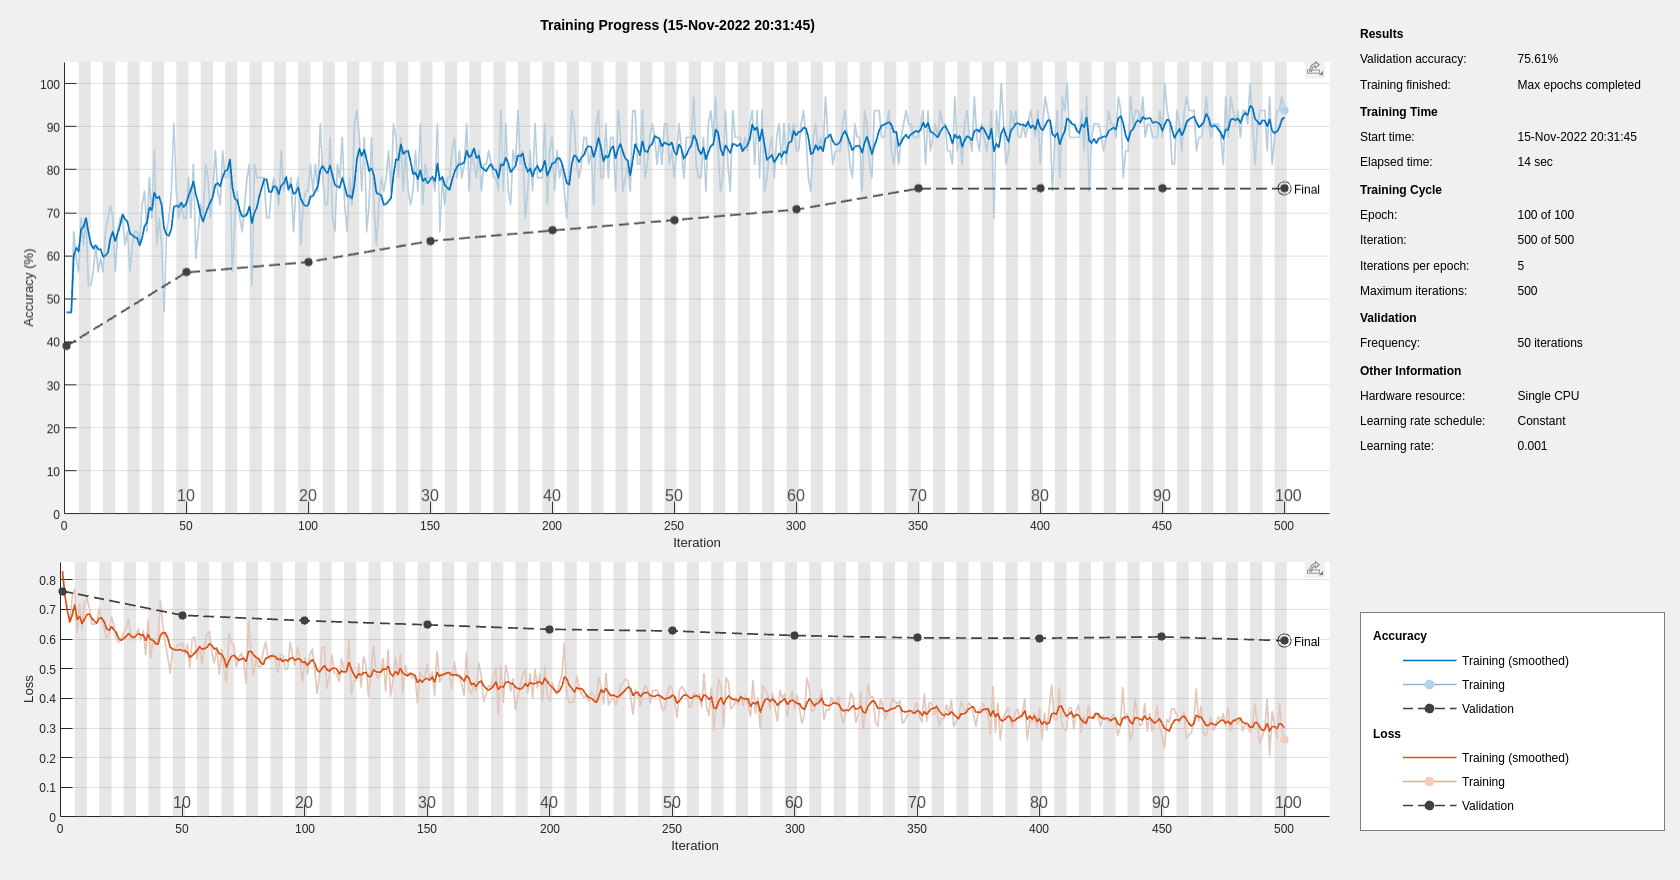 Training Progress (15-Nov-2022 20:31:45)
100
90
80
70
60
50
40
30
20
10
0
Accuracy (%)
10 20 30 40 50 60 70 80 90 100
0 50 100 150 200 250 300 350 400 450 500
Iteration
Final
0.8
0.7
0.6
0.5
0.4
0.3
0.2
0.1
0
Loss
10 20 30 40 50 60 70 80 90 100
0 50 100 150 200 250 300 350 400 450 500
Iteration
Final
Results
Validation accuracy: 75.61%
Training finished: Max epochs completed
Training Time
Start time: 15-Nov-2022 20:31:45
Elapsed time: 14 sec
Training Cycle
Epoch: 100 of 100
Iteration: 500 of 500
Iterations per epoch: 5
Maximum iterations: 500
Validation
Frequency: 50 iterations
Other Information
Hardware resource: Single CPU
Learning rate schedule: Constant
Learning rate: 0.001
Accuracy
Training (smoothed)
Training
Validation
Loss
Training (smoothed)
Training
Validation